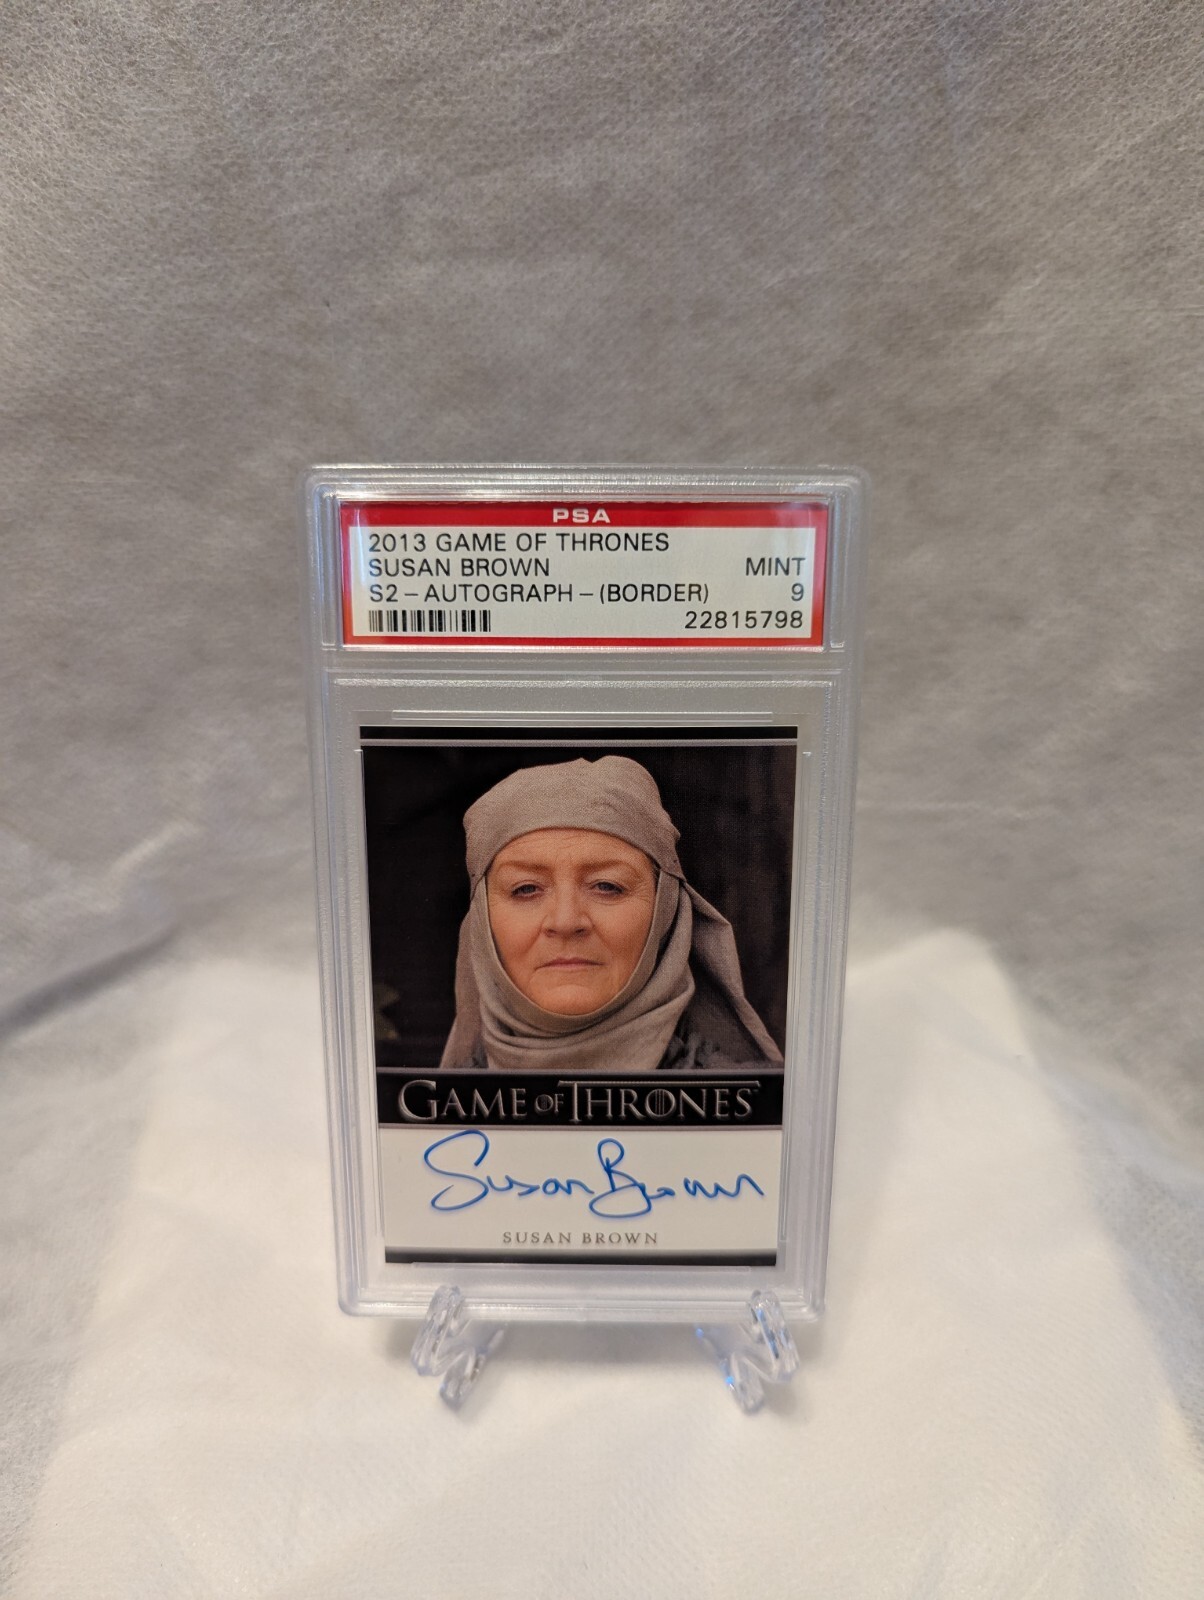 PSA
2013 GAME OF THRONES
SUSAN BROWN MINT
S2 - AUTOGRAPH - (BORDER) 9
22815798
GAME OF THRONES™
Susan Brown
SUSAN BROWN